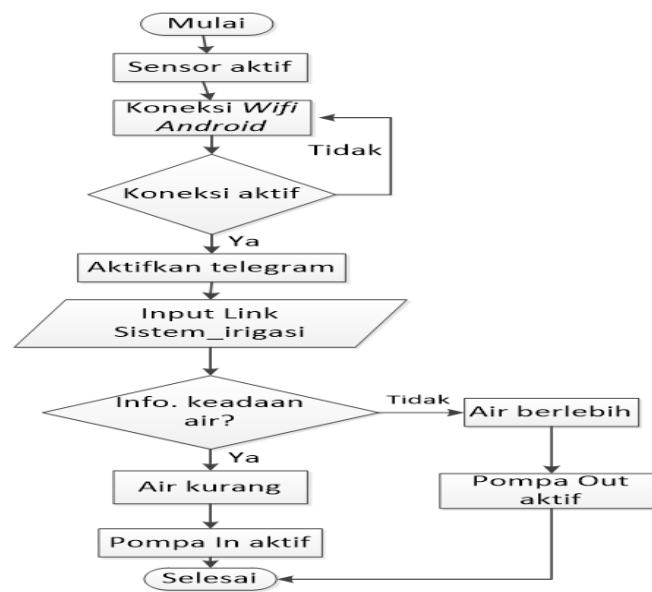 Mulai
Sensor aktif
Koneksi Wifi
Android
Tidak
Koneksi aktif
Ya
Aktifkan telegram
Input Link
Sistem_irigasi
Info. keadaan
air?
Tidak
Air berlebih
Ya
Air kurang
Pompa Out
aktif
Pompa In aktif
Selesai